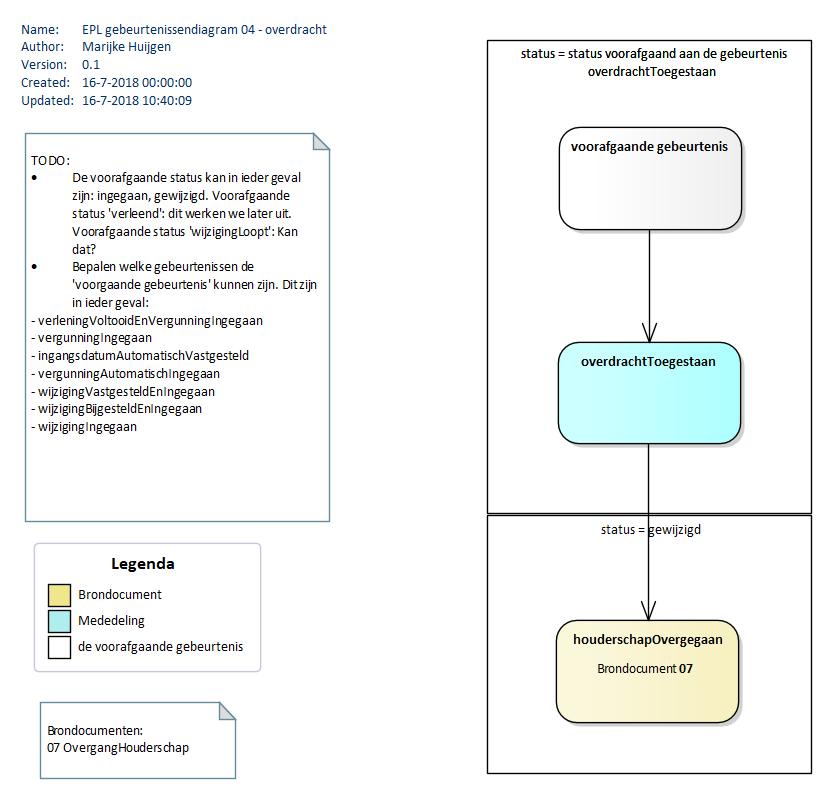 Name: EPL gebeurtenissendiagram 04 - overdracht
Author: Marijke Huijgen
Version: 0.1
Created: 16-7-2018 00:00:00
Updated: 16-7-2018 10:40:09
TODO:
• De voorafgaande status kan in ieder geval
zijn: ingegaan, gewijzigd. Voorafgaande
status 'verleend': dit werken we later uit.
Voorafgaande status 'wijzigingLoopt': Kan
dat?
• Bepalen welke gebeurtenissen de
'voorgaande gebeurtenis' kunnen zijn. Dit zijn
in ieder geval:
- verleningVoltooidEnVergunningIngegaan
- vergunningIngegaan
- ingangsdatumAutomatischVastgesteld
- vergunningAutomatischIngegaan
- wijzigingVastgesteldEnIngegaan
- wijzigingBijgesteldEnIngegaan
- wijzigingIngegaan
Legenda
Brondocument
Mededeling
de voorafgaande gebeurtenis
Brondocumenten:
07 OvergangHouderschap
status = status voorafgaand aan de gebeurtenis
overdrachtToegestaan
voorafgaande gebeurtenis
overdrachtToegestaan
status = gewijzigd
houderschapOvergegaan
Brondocument 07